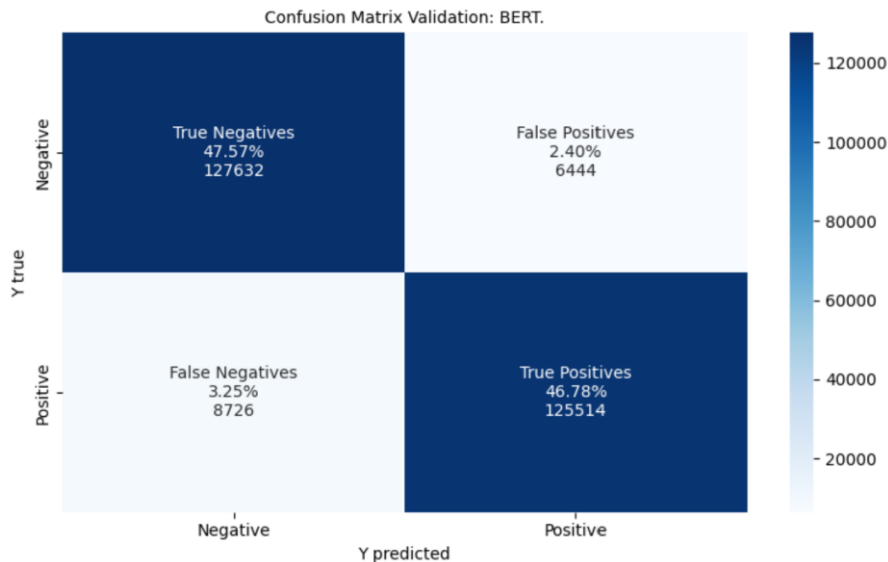 Confusion Matrix Validation: BERT.
True Negatives
47.57%
127632
False Positives
2.40%
6444
False Negatives
3.25%
8726
True Positives
46.78%
125514
Negative
Positive
Y true
Negative
Positive
Y predicted
120000
100000
80000
60000
40000
20000